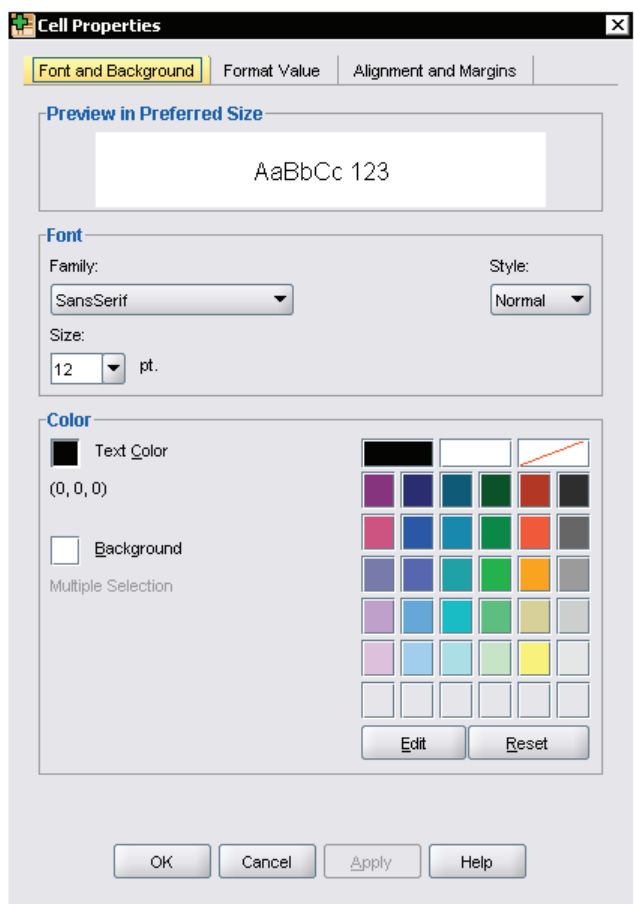 Cell Properties
Font and Background Format Value Alignment and Margins
Preview in Preferred Size
AaBbCc 123
Font
Family: Style:
SansSerif Normal
Size:
12 pt.
Color
Text Color
(0, 0, 0)
Background
Multiple Selection
Edit Reset
OK Cancel Apply Help